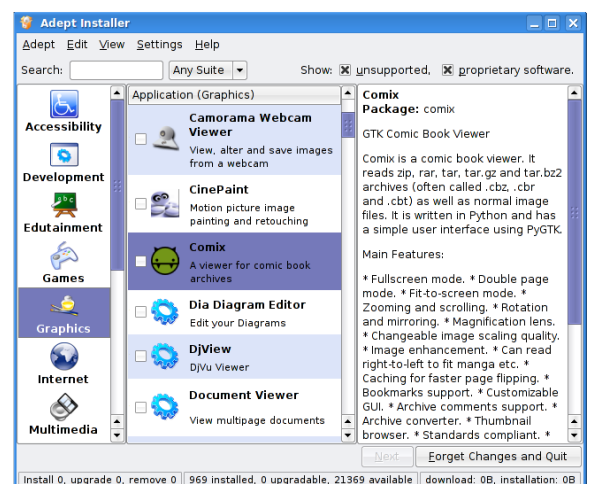 Adept Installer
Adept Edit View Settings Help
Search: Any Suite Show: unsupported, proprietary software.
Accessibility
Development
Edutainment
Games
Graphics
Internet
Multimedia
Application (Graphics)
Camorama Webcam
Viewer
View, alter and save images
from a webcam
CinePaint
Motion picture image
painting and retouching
Comix
A viewer for comic book
archives
Dia Diagram Editor
Edit your Diagrams
DjView
DjVu Viewer
Document Viewer
View multipage documents
Comix
Package: comix
GTK Comic Book Viewer
Comix is a comic book viewer. It
reads zip, rar, tar, tar.gz and tar.bz2
archives (often called .cbz, .cbr
and .cbt) as well as normal image
files. It is written in Python and has
a simple user interface using PyGTK.
Main Features:
* Fullscreen mode. * Double page
mode. * Fit-to-screen mode. *
Zooming and scrolling. * Rotation
and mirroring. * Magnification lens.
* Changeable image scaling quality.
* Image enhancement. * Can read
right-to-left to fit manga etc. *
Caching for faster page flipping. *
Bookmarks support. * Customizable
GUI. * Archive comments support. *
Archive converter. * Thumbnail
browser. * Standards compliant. *
Next Forget Changes and Quit
Install 0, upgrade 0, remove 0 969 installed, 0 upgradable, 21369 available download: 0B, installation: 0B